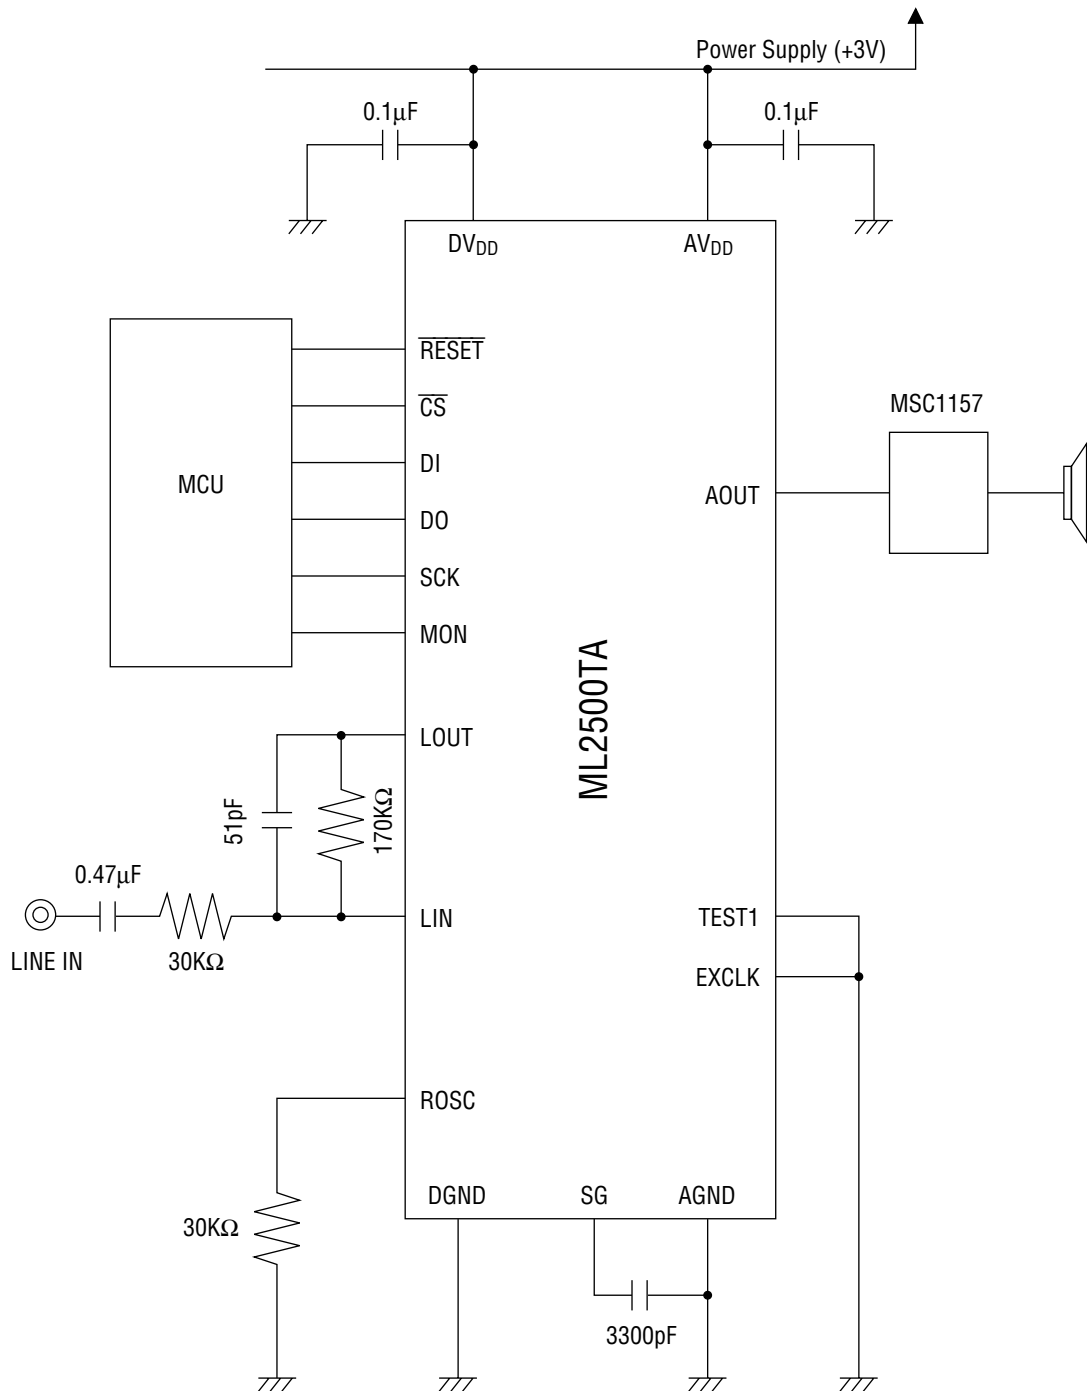 Power Supply (+3V)
0.1μF
0.1μF
DVDD
AVDD
RESET
CS
DI
DO
SCK
MON
MCU
MSC1157
AOUT
ML2500TA
LOUT
51pF
170KΩ
0.47μF
LINE IN
30KΩ
LIN
TEST1
EXCLK
ROSC
30KΩ
DGND
SG
AGND
3300pF